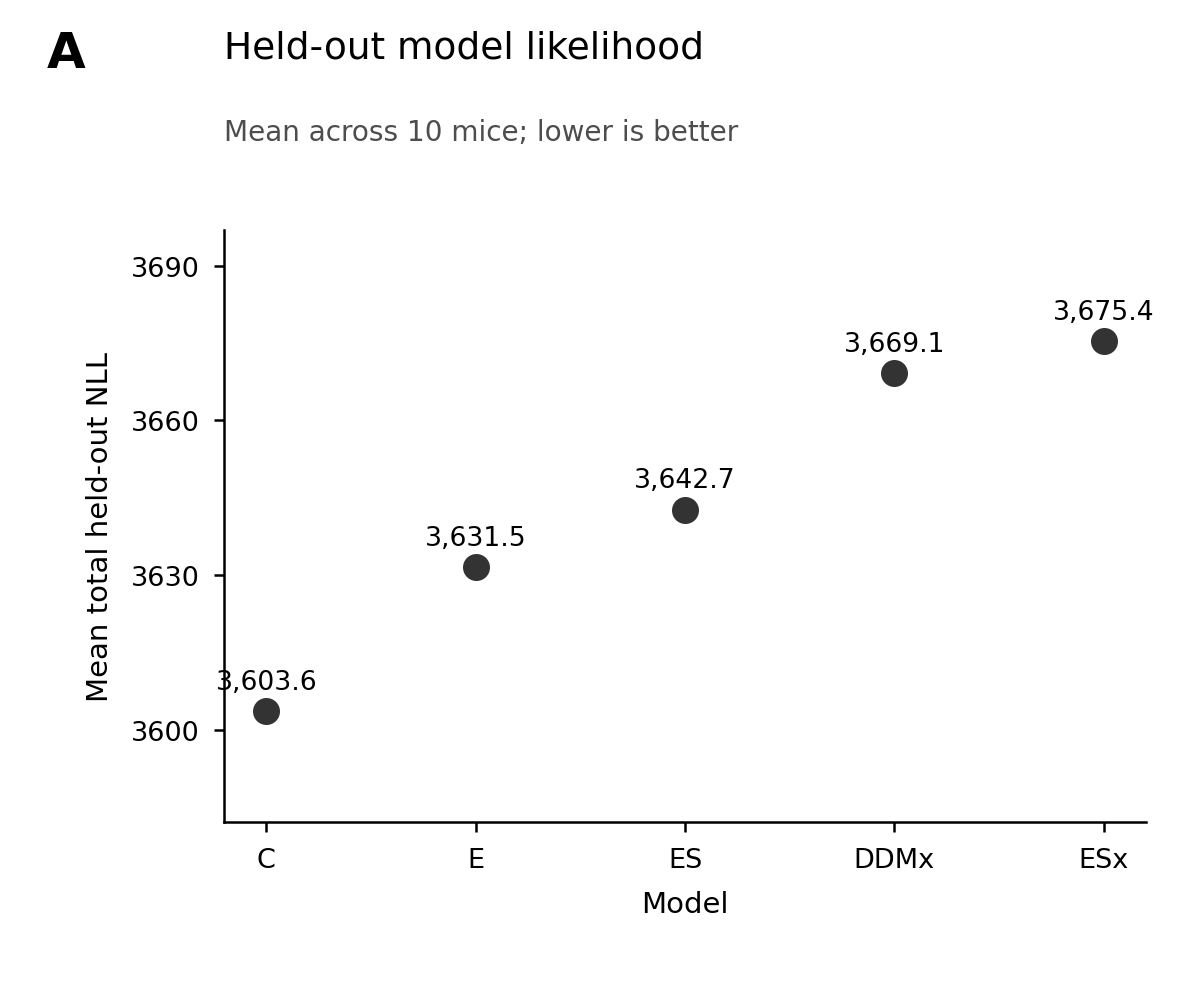 A
Held-out model likelihood
Mean across 10 mice; lower is better
Mean total held-out NLL
3690
3660
3630
3600
3,603.6
3,631.5
3,642.7
3,669.1
3,675.4
C
E
ES
DDMx
ESx
Model